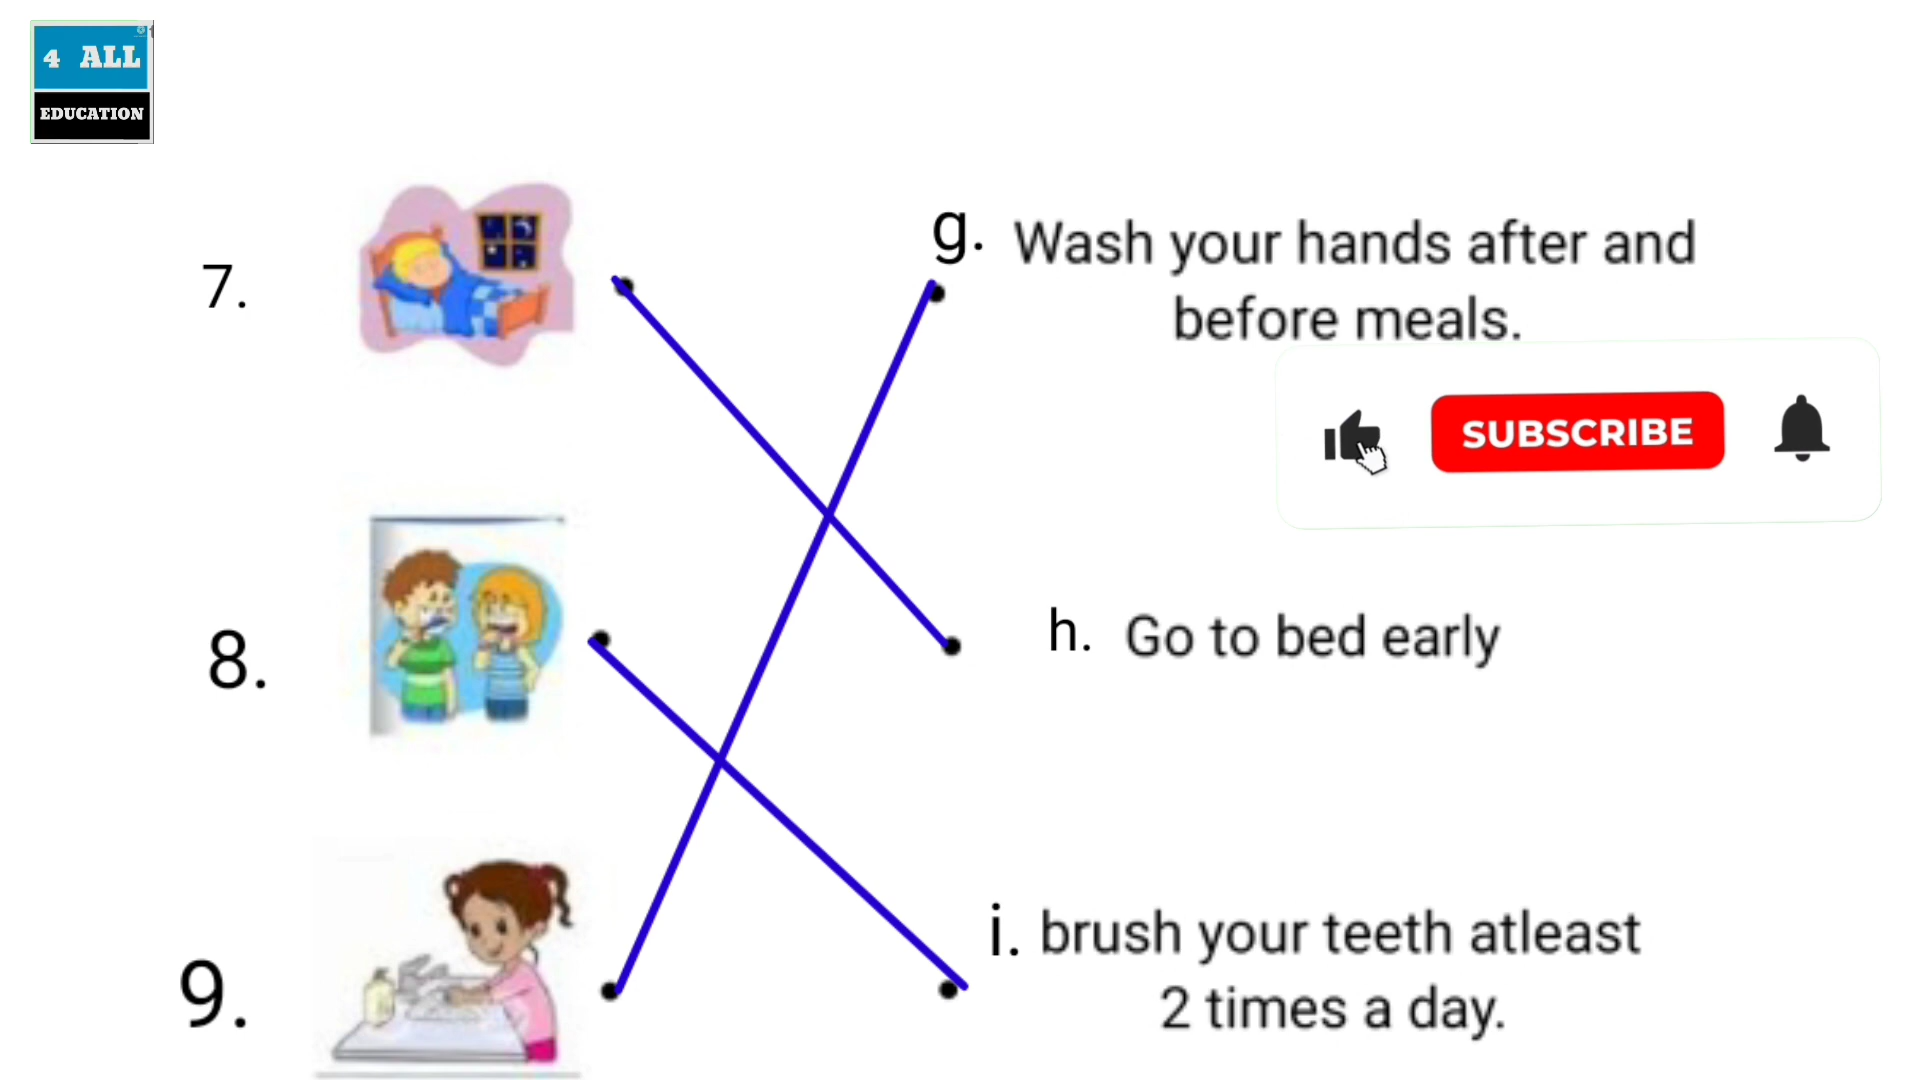 4 ALL
EDUCATION
7.
g. Wash your hands after and
before meals.
SUBSCRIBE
8.
h. Go to bed early
9.
i. brush your teeth atleast
2 times a day.